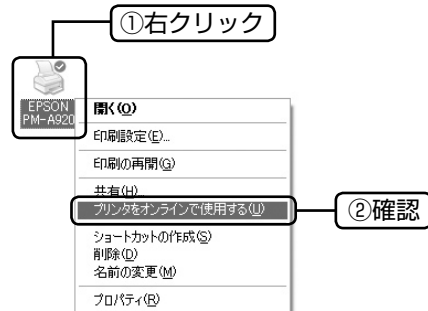 ①右クリック
EPSON
PM-A920
開く(O)
印刷設定(E)...
印刷の再開(G)
共有(H)...
プリンタをオンラインで使用する(U)
②確認
ショートカットの作成(S)
削除(D)
名前の変更(M)
プロパティ(R)